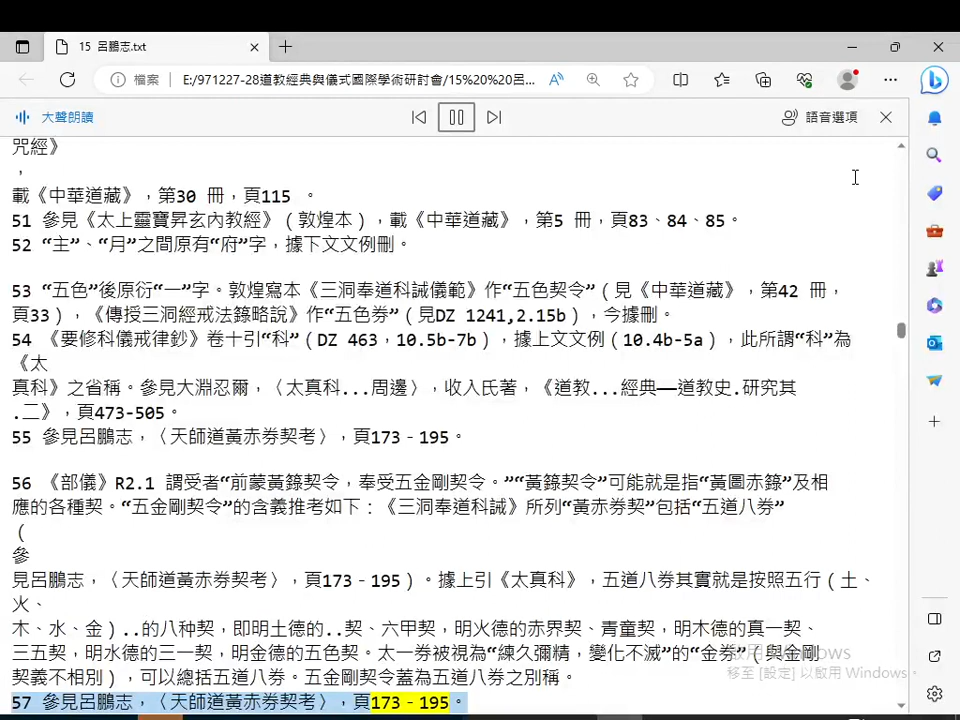 15 呂鵬志.txt
檔案 E:/971227-28道教經典與儀式國際學術研討會/15%20%20呂...
大聲朗讀 語音選項
咒經》
，
載《中華道藏》，第30 冊，頁115 。
51 參見《太上靈寶昇玄內教經》（敦煌本），載《中華道藏》，第5 冊，頁83、84、85。
52 “主”、“月”之間原有“府”字，據下文文例刪。
53 “五色”後原衍“一”字。敦煌寫本《三洞奉道科誡儀範》作“五色契令”（見《中華道藏》，第42 冊，
頁33），《傳授三洞經戒法籙略說》作“五色券”（見DZ 1241,2.15b），今據刪。
54 《要修科儀戒律鈔》卷十引“科”（DZ 463，10.5b-7b），據上文文例（10.4b-5a），此所謂“科”為
《太
真科》之省稱。參見大淵忍爾，〈太真科...周邊〉，收入氏著，《道教...經典——道教史.研究其
.二》，頁473-505。
55 參見呂鵬志，〈天師道黃赤券契考〉，頁173﹣195。
56 《部儀》R2.1 謂受者“前蒙黃籙契令，奉受五金剛契令。”“黃籙契令”可能就是指“黃圖赤籙”及相
應的各種契。“五金剛契令”的含義推考如下：《三洞奉道科誡》所列“黃赤券契”包括“五道八券”
（
參
見呂鵬志，〈天師道黃赤券契考〉，頁173﹣195）。據上引《太真科》，五道八券其實就是按照五行（土、
火、
木、水、金）..的八种契，即明土德的..契、六甲契，明火德的赤界契、青童契，明木德的真一契、
三五契，明水德的三一契，明金德的五色契。太一券被視為“練久彌精，變化不滅”的“金券”（與金剛
契義不相別），可以總括五道八券。五金剛契令蓋為五道八券之別稱。
57 參見呂鵬志，〈天師道黃赤券契考〉，頁173﹣195。
啟用 Windows
移至 [設定] 以啟用 Windows。